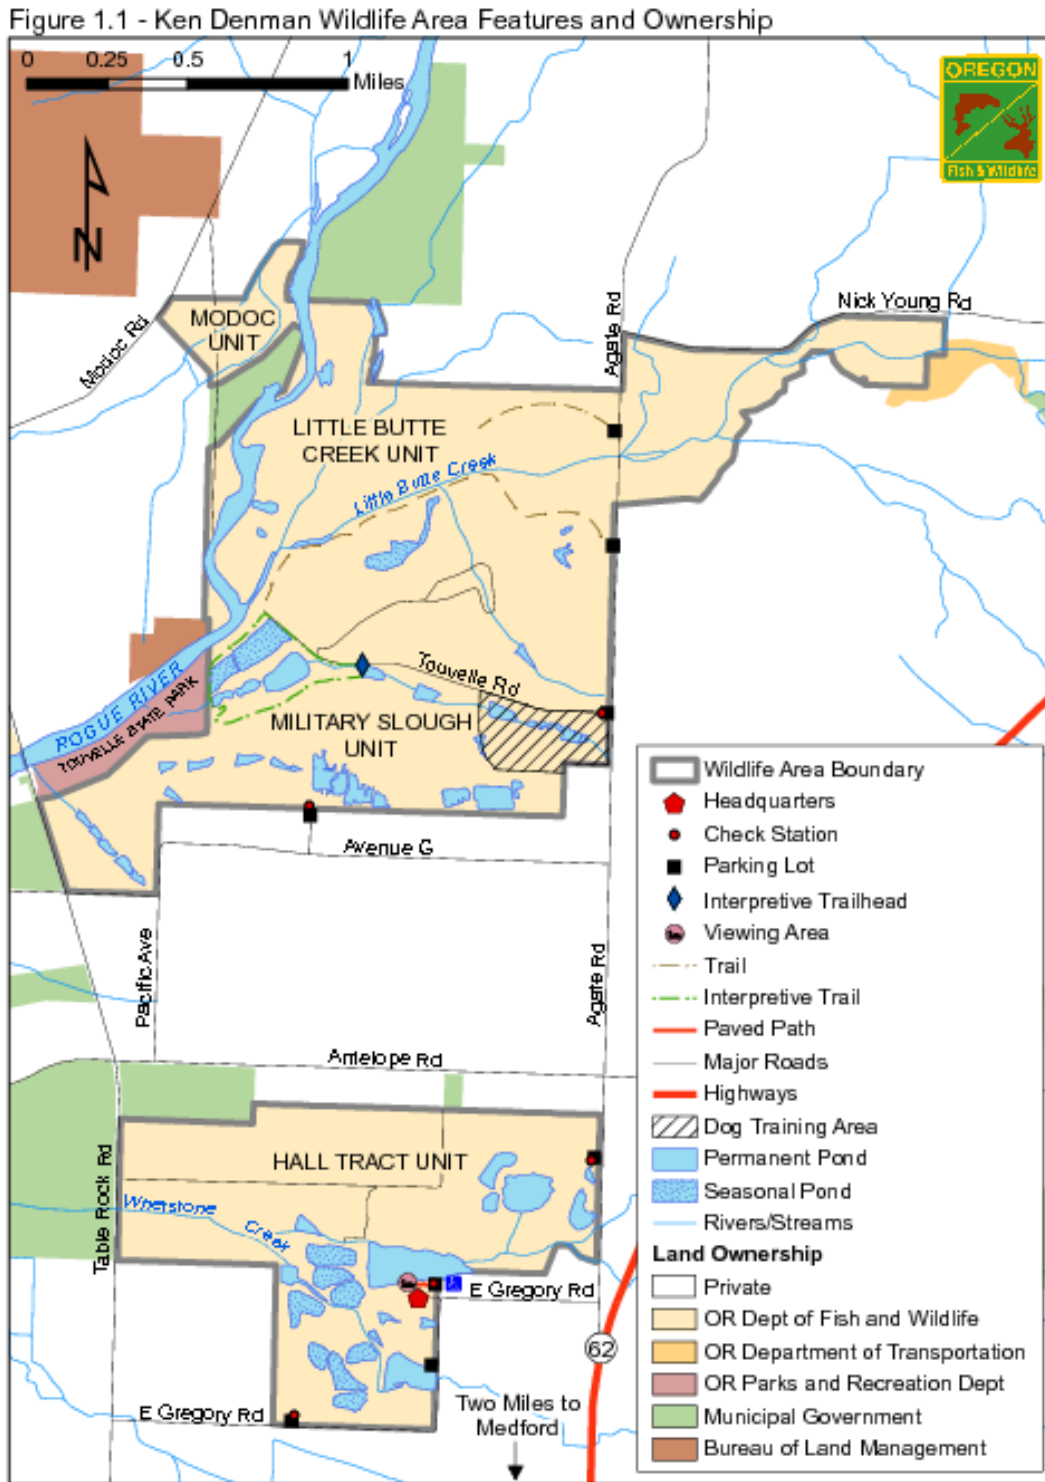 Figure 1.1 - Ken Denman Wildlife Area Features and Ownership
0 0.25 0.5 1
Miles
OREGON
Fish & Wildlife
N
Nick Young Rd
Modoc Rd
MODOC
UNIT
Agate Rd
LITTLE BUTTE
CREEK UNIT
Little Butte Creek
Touvelle Rd
ROGUE RIVER
TOUVELLE STATE PARK
MILITARY SLOUGH
UNIT
Avenue G
Pacific Ave
Agate Rd
Antelope Rd
Table Rock Rd
HALL TRACT UNIT
Whetstone
Creek
E Gregory Rd
62
E Gregory Rd
Two Miles to
Medford
Wildlife Area Boundary
Headquarters
Check Station
Parking Lot
Interpretive Trailhead
Viewing Area
Trail
Interpretive Trail
Paved Path
Major Roads
Highways
Dog Training Area
Permanent Pond
Seasonal Pond
Rivers/Streams
Land Ownership
Private
OR Dept of Fish and Wildlife
OR Department of Transportation
OR Parks and Recreation Dept
Municipal Government
Bureau of Land Management